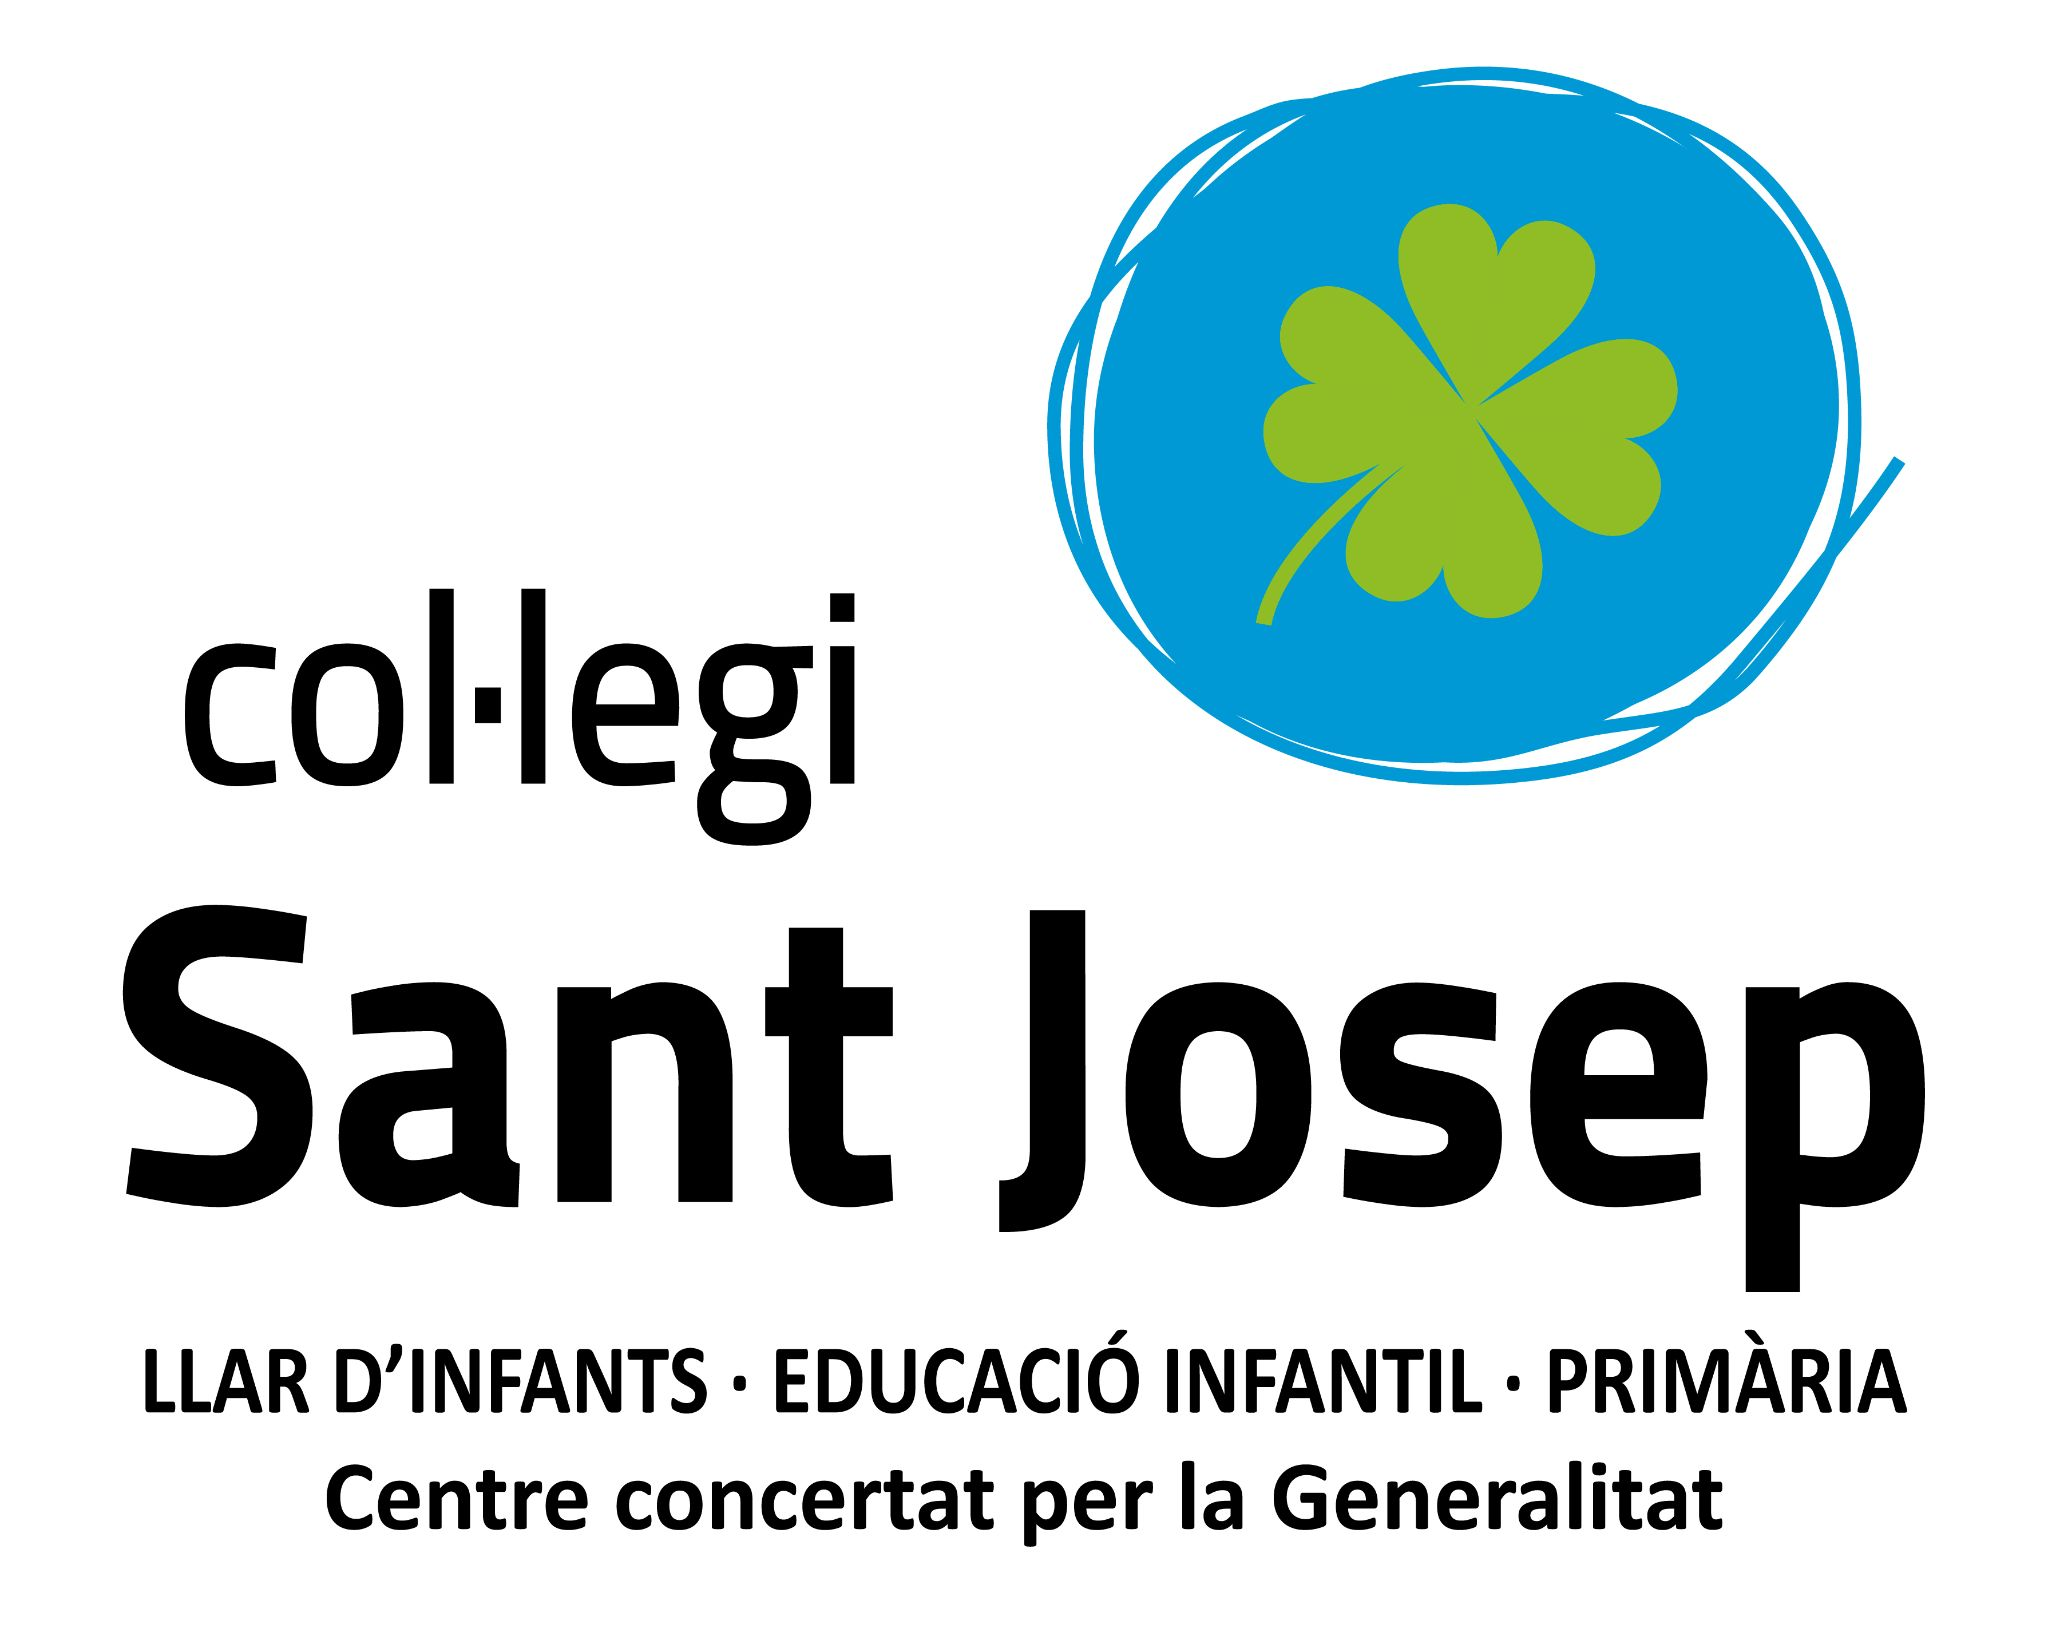 col·legi
Sant Josep
LLAR D’INFANTS · EDUCACIÓ INFANTIL · PRIMÀRIA
Centre concertat per la Generalitat